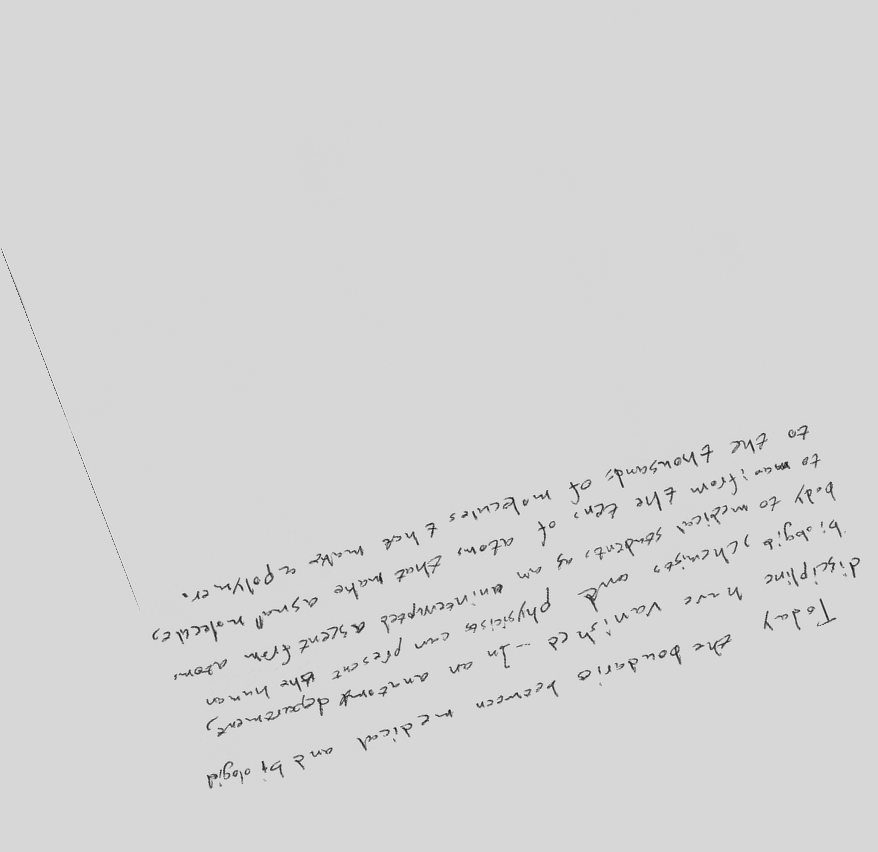 Today the boundaris between medical and biologid
discipline have vanished - In an anatomt department,
biologis, chemists, and physicists can present the human
body to medical students as an uninterrupted ascent from atoms
to man: from the tens of atoms that make a small molecules,
to the thousands of molecules that make a polymer.